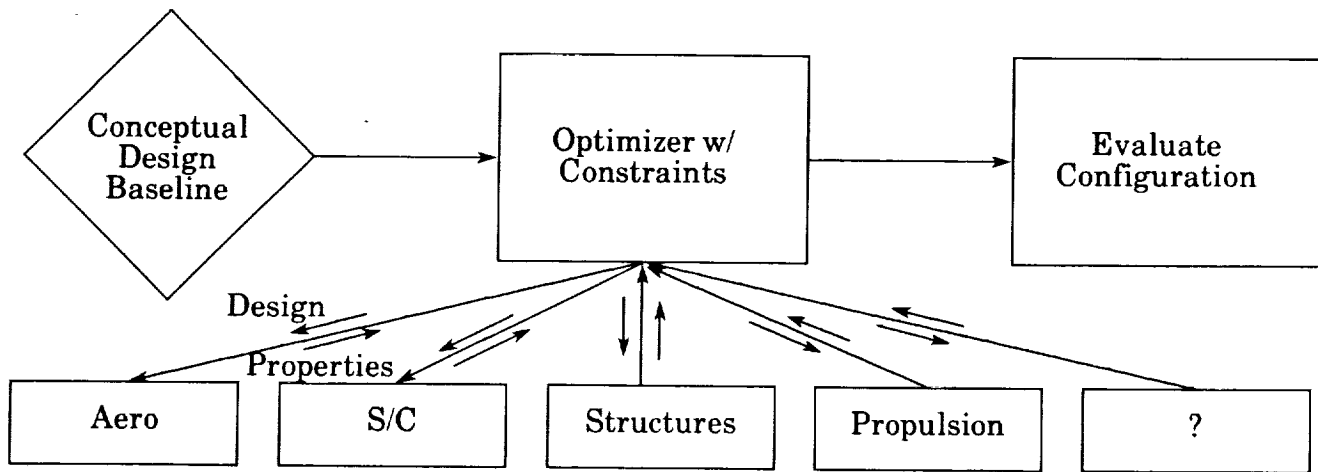 Conceptual
Design
Baseline
Optimizer w/
Constraints
Evaluate
Configuration
Design
Properties
Aero
S/C
Structures
Propulsion
?